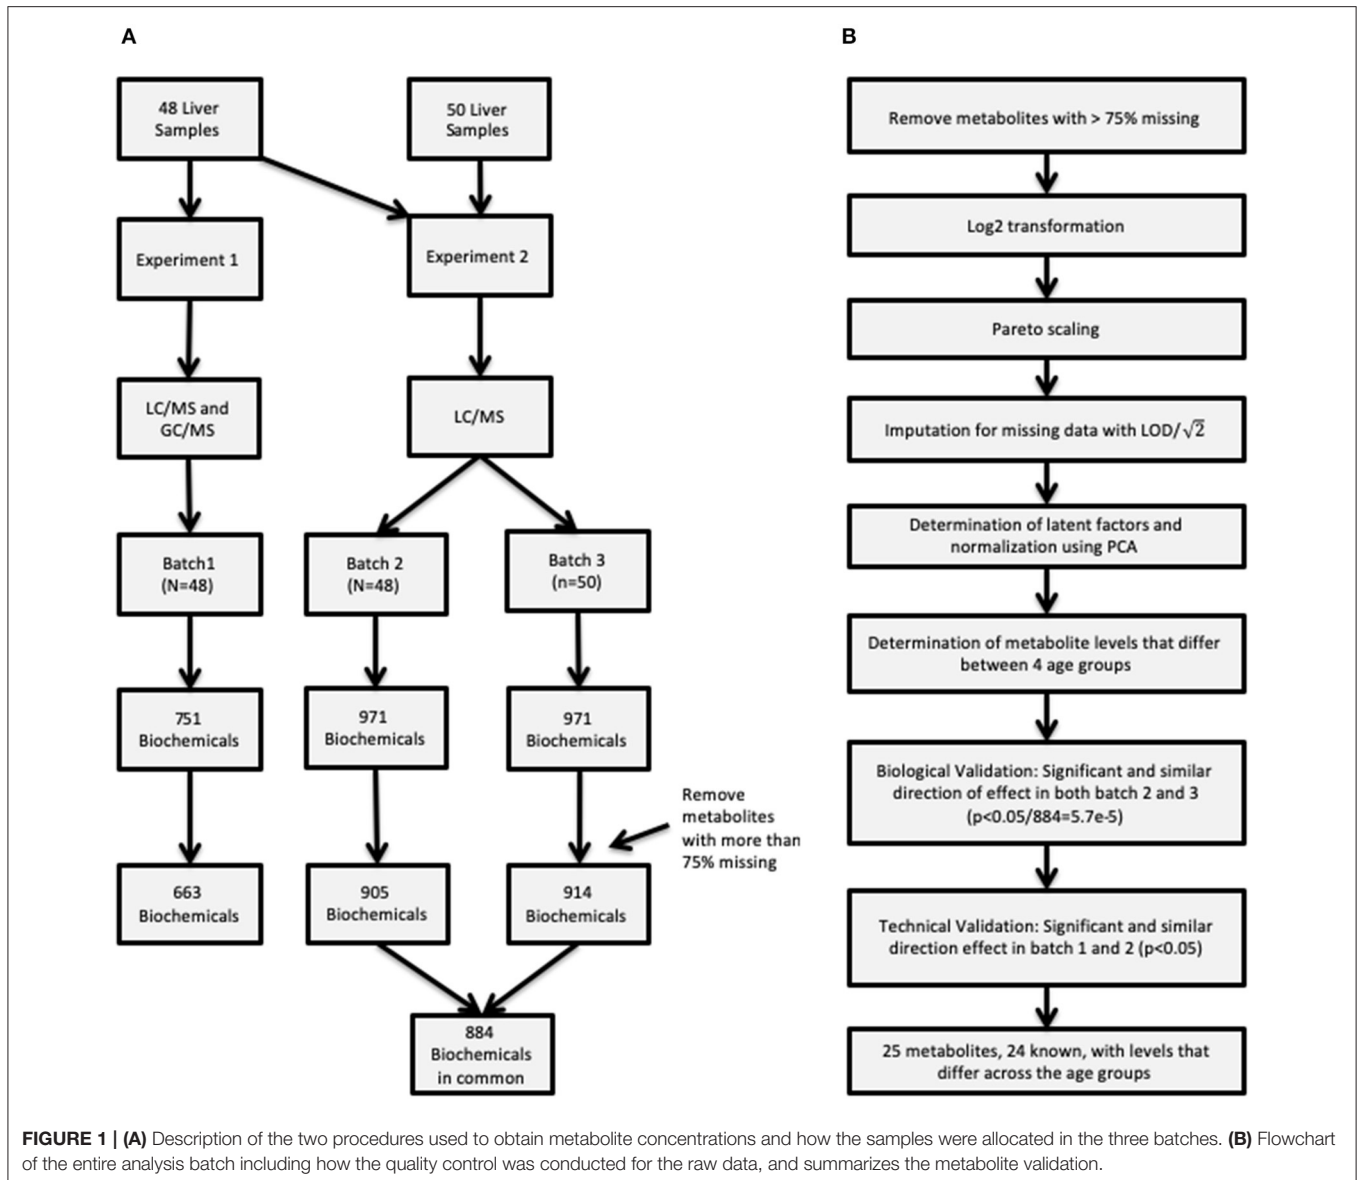 A
48 Liver
Samples
50 Liver
Samples
Experiment 1
Experiment 2
LC/MS and
GC/MS
LC/MS
Batch1
(N=48)
Batch 2
(N=48)
Batch 3
(n=50)
751
Biochemicals
971
Biochemicals
971
Biochemicals
Remove
metabolites
with more than
75% missing
663
Biochemicals
905
Biochemicals
914
Biochemicals
884
Biochemicals
in common
B
Remove metabolites with > 75% missing
Log2 transformation
Pareto scaling
Imputation for missing data with LOD/√2
Determination of latent factors and
normalization using PCA
Determination of metabolite levels that differ
between 4 age groups
Biological Validation: Significant and similar
direction of effect in both batch 2 and 3
(p<0.05/884=5.7e-5)
Technical Validation: Significant and similar
direction effect in batch 1 and 2 (p<0.05)
25 metabolites, 24 known, with levels that
differ across the age groups
FIGURE 1 | (A) Description of the two procedures used to obtain metabolite concentrations and how the samples were allocated in the three batches. (B) Flowchart
of the entire analysis batch including how the quality control was conducted for the raw data, and summarizes the metabolite validation.